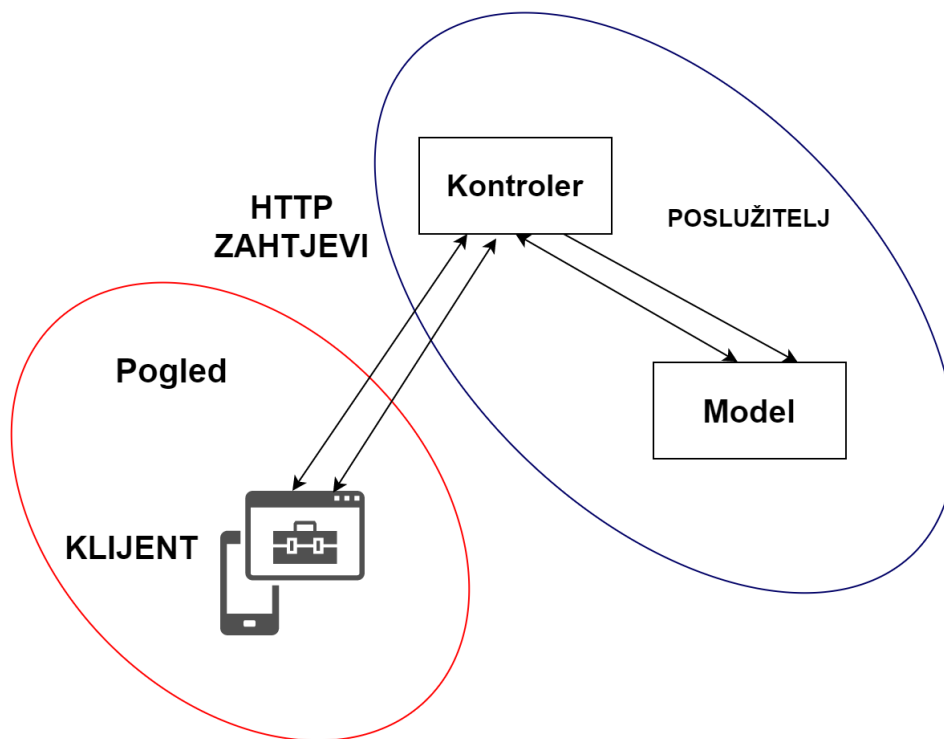 Kontroler
HTTP
ZAHTJEVI
POSLUŽITELJ
Pogled
Model
KLIJENT